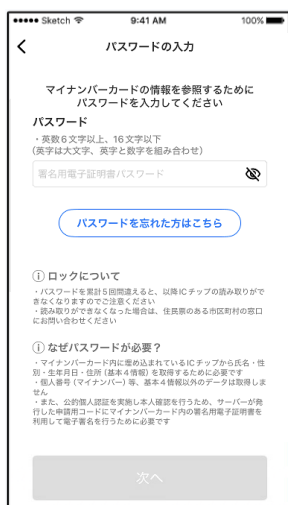 Sketch 9:41 AM 100%
パスワードの入力
マイナンバーカードの情報を参照するために
パスワードを入力してください
パスワード
・英数6文字以上、16文字以下
(英字は大文字、英字と数字を組み合わせ)
署名用電子証明書パスワード
パスワードを忘れた方はこちら
ロックについて
・パスワードを累計5回間違えると、以降ICチップの読み取りがで
きなくなりますのでご注意ください
・読み取りができなくなった場合は、住民票のある市区町村の窓口
にお問い合わせください
なぜパスワードが必要？
・マイナンバーカード内に埋め込まれているICチップから氏名・性
別・生年月日・住所(基本4情報)を取得するために必要です
・個人番号(マイナンバー)等、基本4情報以外のデータは取得しま
せん
・また、公的個人認証を実施し本人確認を行うため、サーバーが発
行した申請用コードにマイナンバーカード内の署名用電子証明書を
利用して電子署名を行うために必要です
次へ